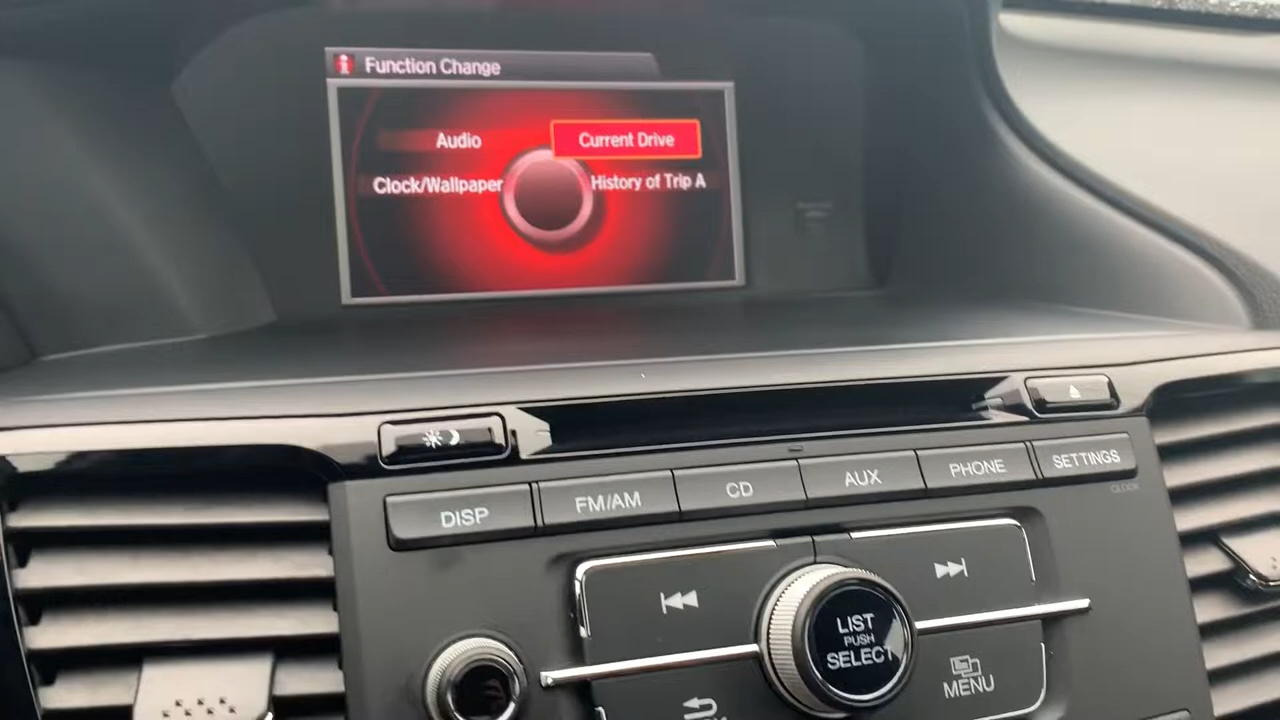 Function Change
Audio
Current Drive
Clock/Wallpaper
History of Trip A
DISP
FM/AM
CD
AUX
PHONE
SETTINGS
CLOCK
LIST
PUSH
SELECT
MENU